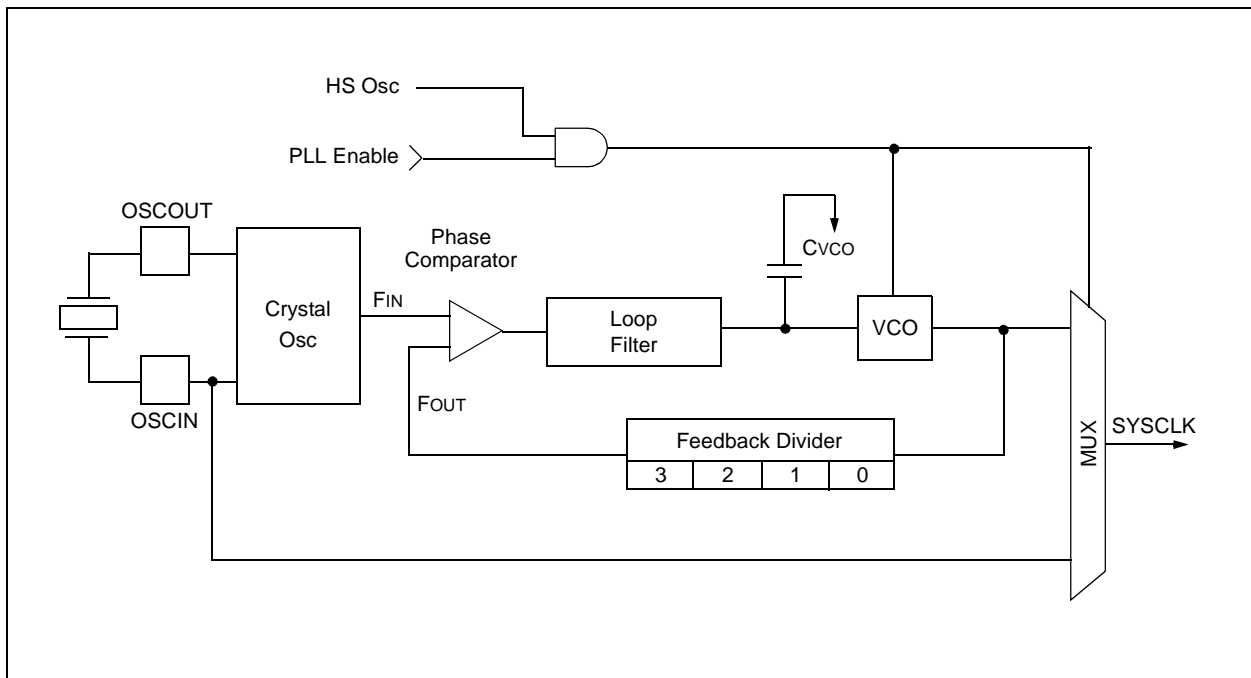 HS Osc
PLL Enable
OSCOUT
CVCO
Phase
Comparator
Crystal
Osc
FIN
Loop
Filter
VCO
OSCIN
FOUT
Feedback Divider
3 2 1 0
MUX
SYSCLK